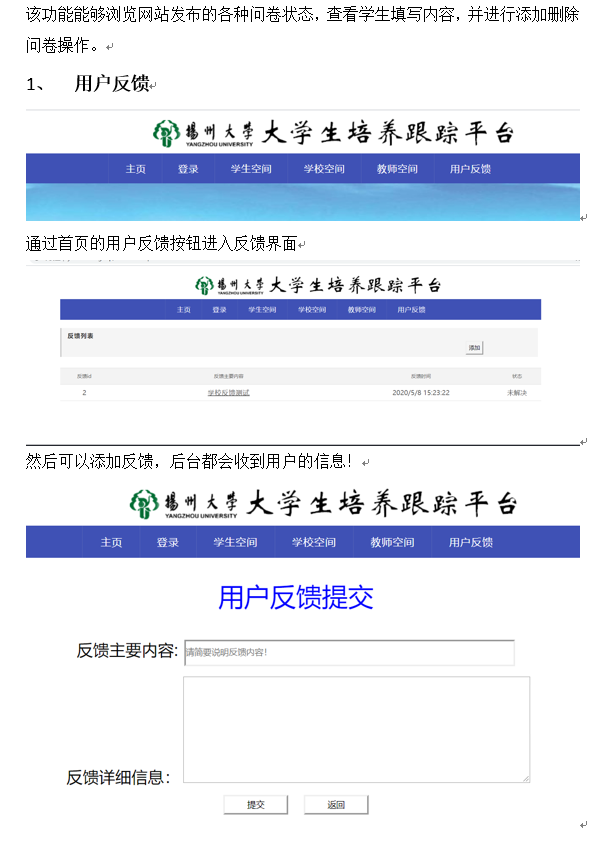 该功能能够浏览网站发布的各种问卷状态，查看学生填写内容，并进行添加删除
问卷操作。
1、 用户反馈
揚州大学 大学生培养跟踪平台
YANGZHOU UNIVERSITY
主页 登录 学生空间 学校空间 教师空间 用户反馈
通过首页的用户反馈按钮进入反馈界面
揚州大学 大学生培养跟踪平台
YANGZHOU UNIVERSITY
主页 登录 学生空间 学校空间 教师空间 用户反馈
反馈列表
添加
反馈id 反馈主要内容 反馈时间 状态
2 学校反馈测试 2020/5/8 15:23:22 未解决
然后可以添加反馈，后台都会收到用户的信息！
揚州大学 大学生培养跟踪平台
YANGZHOU UNIVERSITY
主页 登录 学生空间 学校空间 教师空间 用户反馈
用户反馈提交
反馈主要内容: 请简要说明反馈内容！
反馈详细信息：
提交 返回